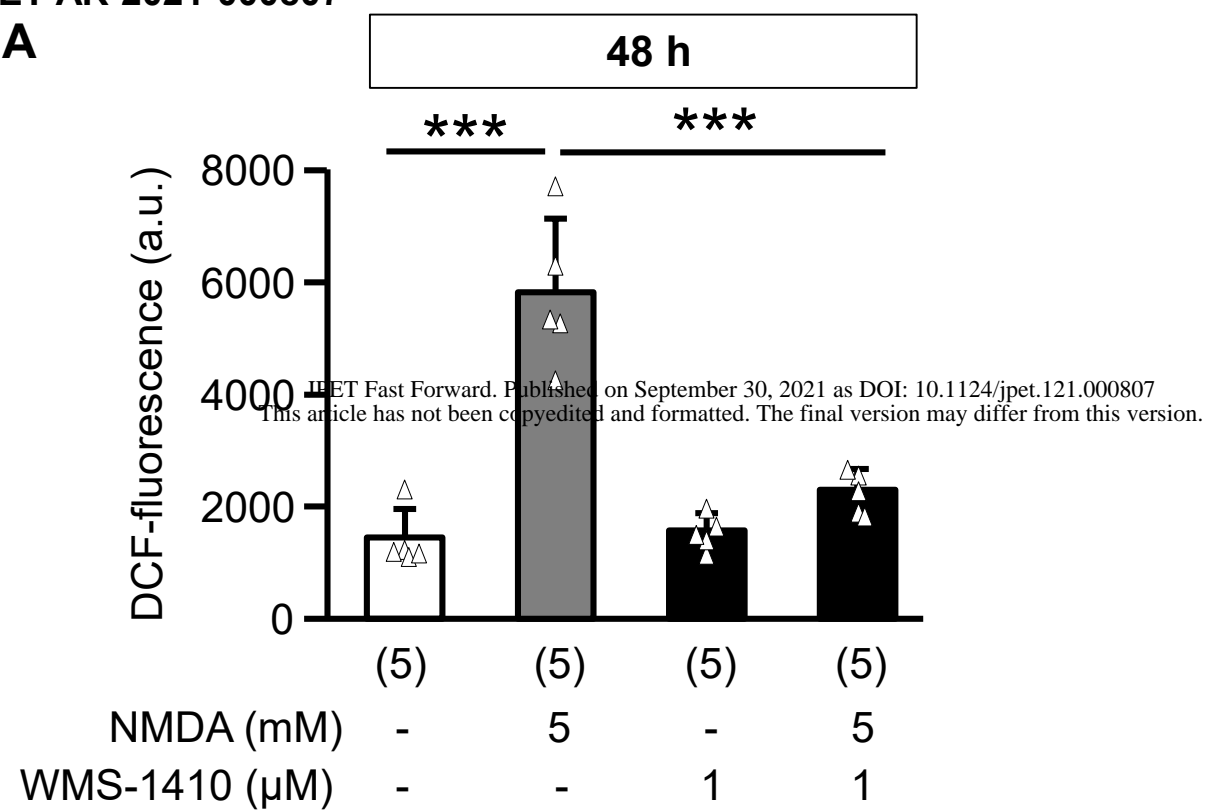 A
48 h
*** ***
8000
6000
4000
2000
0
DCF-fluorescence (a.u.)
JPET Fast Forward. Published on September 30, 2021 as DOI: 10.1124/jpet.121.000807
This article has not been copyedited and formatted. The final version may differ from this version.
(5) (5) (5) (5)
NMDA (mM) - 5 - 5
WMS-1410 (µM) - - 1 1